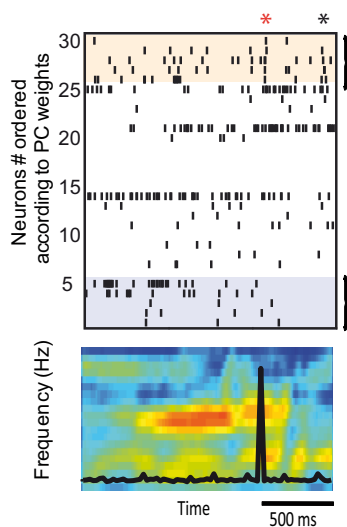 * *
30
25
20
15
10
5
Neurons # ordered
according to PC weights
Frequency (Hz)
Time
500 ms